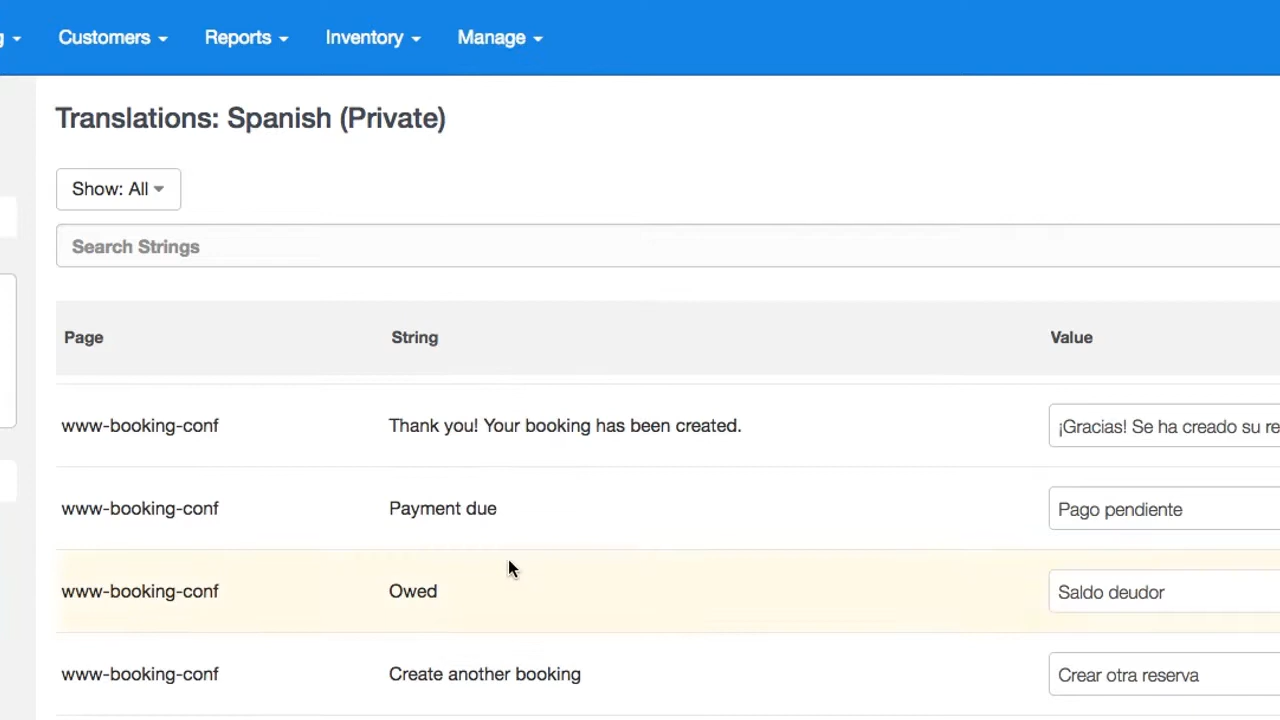 Customers Reports Inventory Manage
Translations: Spanish (Private)
Show: All
Search Strings
Page String Value
www-booking-conf Thank you! Your booking has been created. ¡Gracias! Se ha creado su
www-booking-conf Payment due Pago pendiente
www-booking-conf Owed Saldo deudor
www-booking-conf Create another booking Crear otra reserva